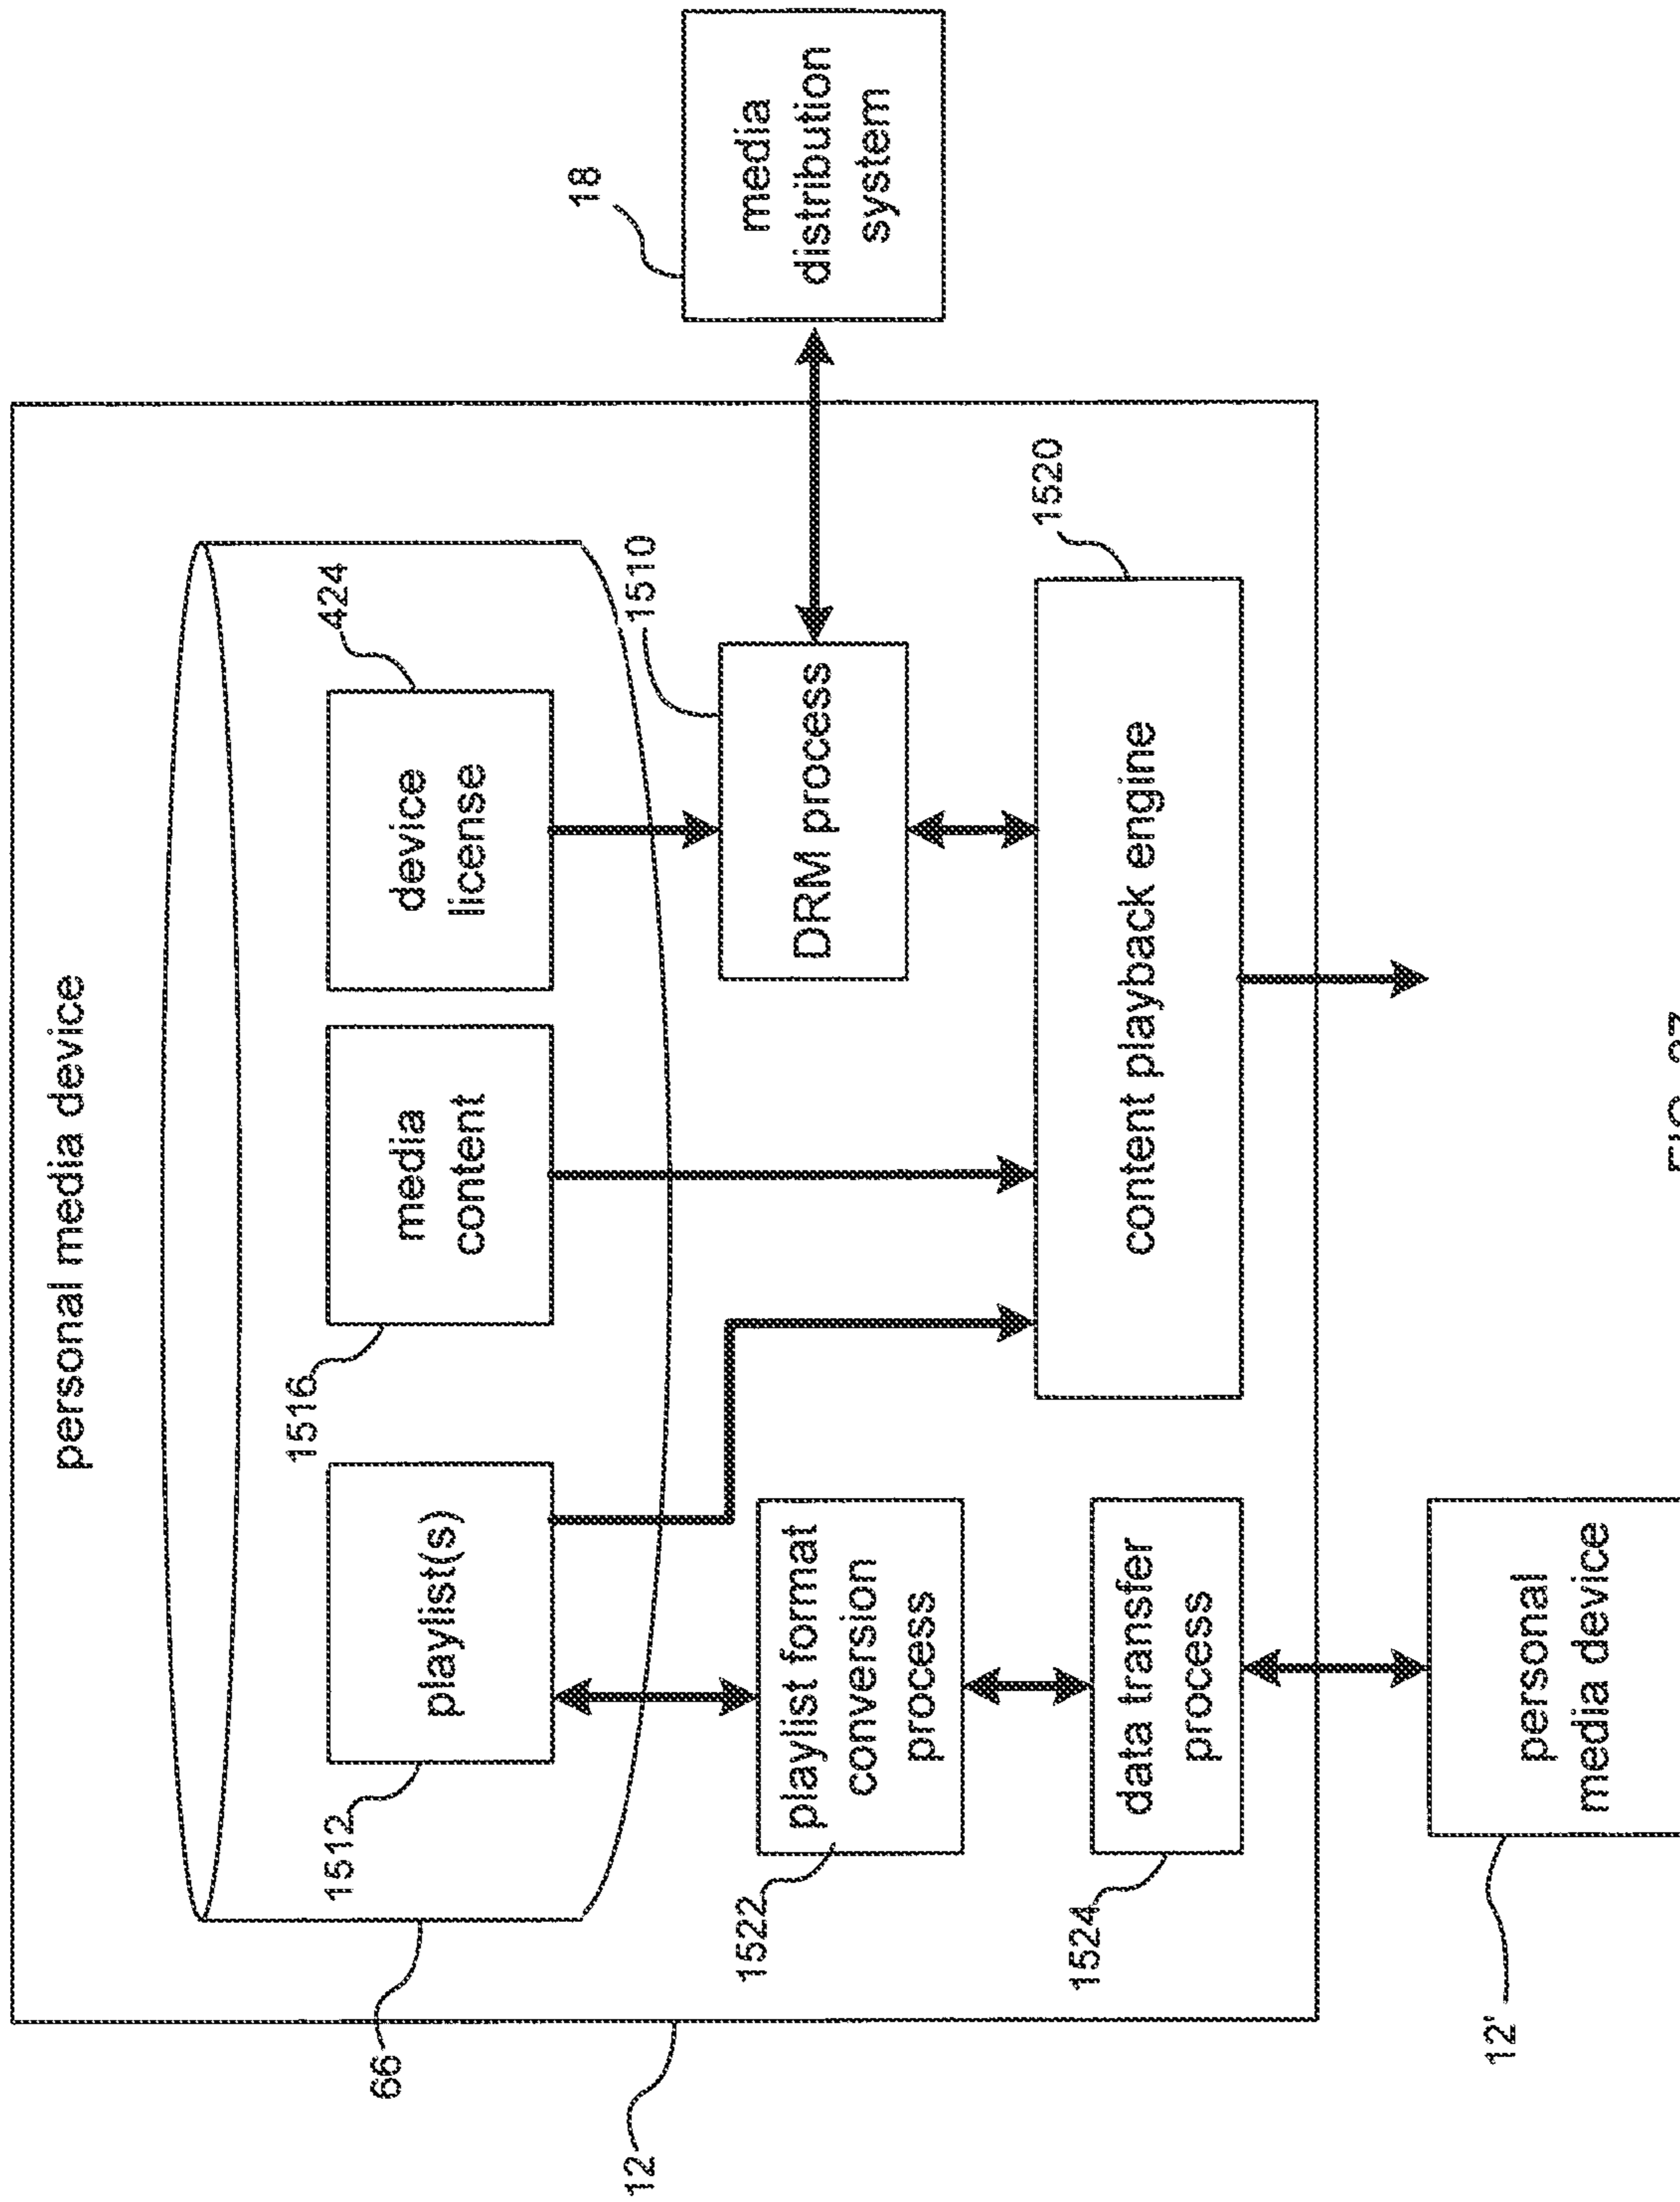 personal media device
66
12
1512
playlist(s)
1516
media
content
424
device
license
1510
DRM process
18
media
distribution
system
1522
playlist format
conversion
process
1524
data transfer
process
1520
content playback engine
12'
personal
media device